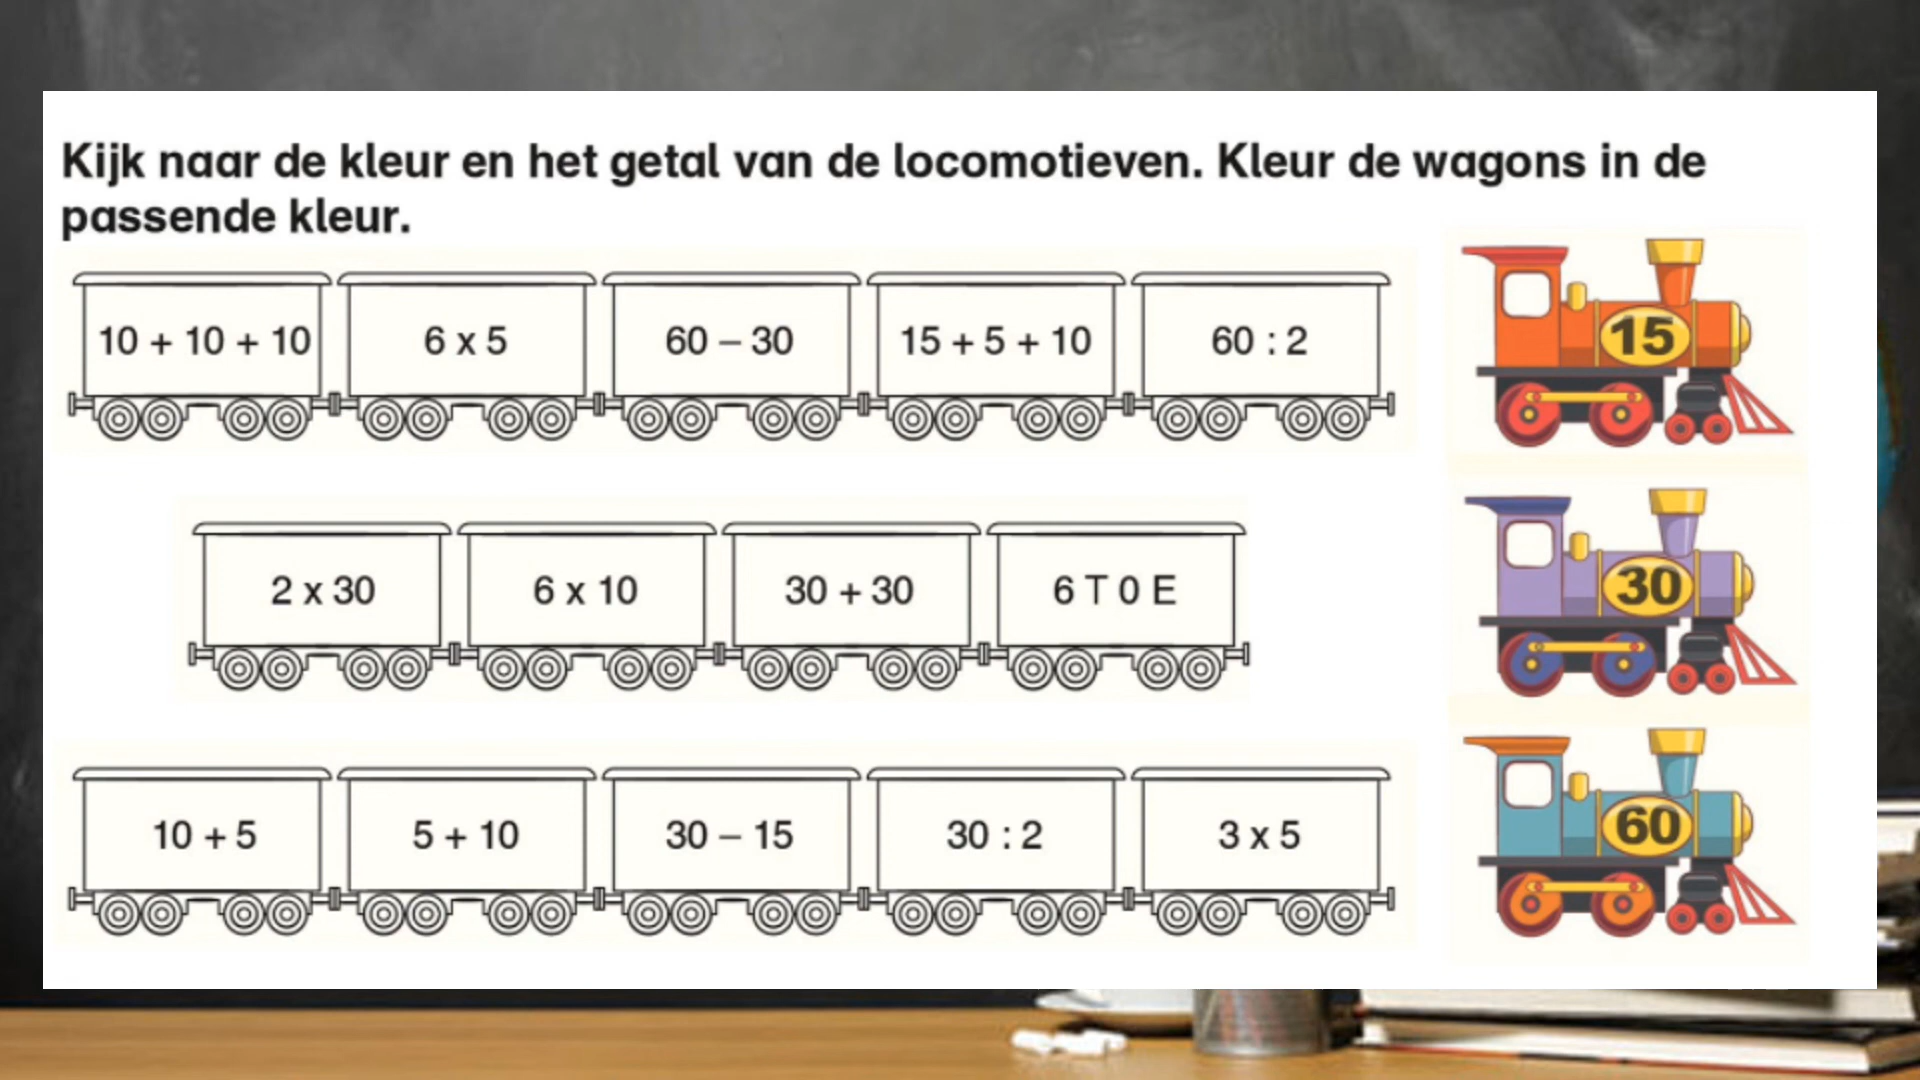 Kijk naar de kleur en het getal van de locomotieven. Kleur de wagons in de
passende kleur.
10 + 10 + 10 6 x 5 60 – 30 15 + 5 + 10 60 : 2 15
2 x 30 6 x 10 30 + 30 6 T 0 E 30
10 + 5 5 + 10 30 – 15 30 : 2 3 x 5 60